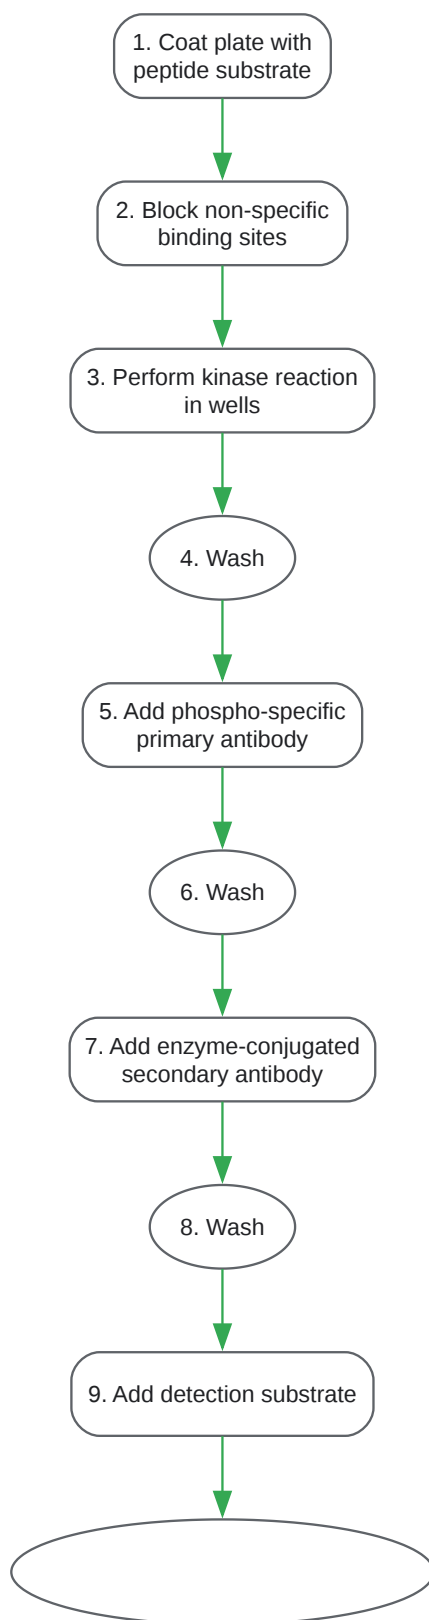 1. Coat plate with
peptide substrate
2. Block non-specific
binding sites
3. Perform kinase reaction
in wells
4. Wash
5. Add phospho-specific
primary antibody
6. Wash
7. Add enzyme-conjugated
secondary antibody
8. Wash
9. Add detection substrate